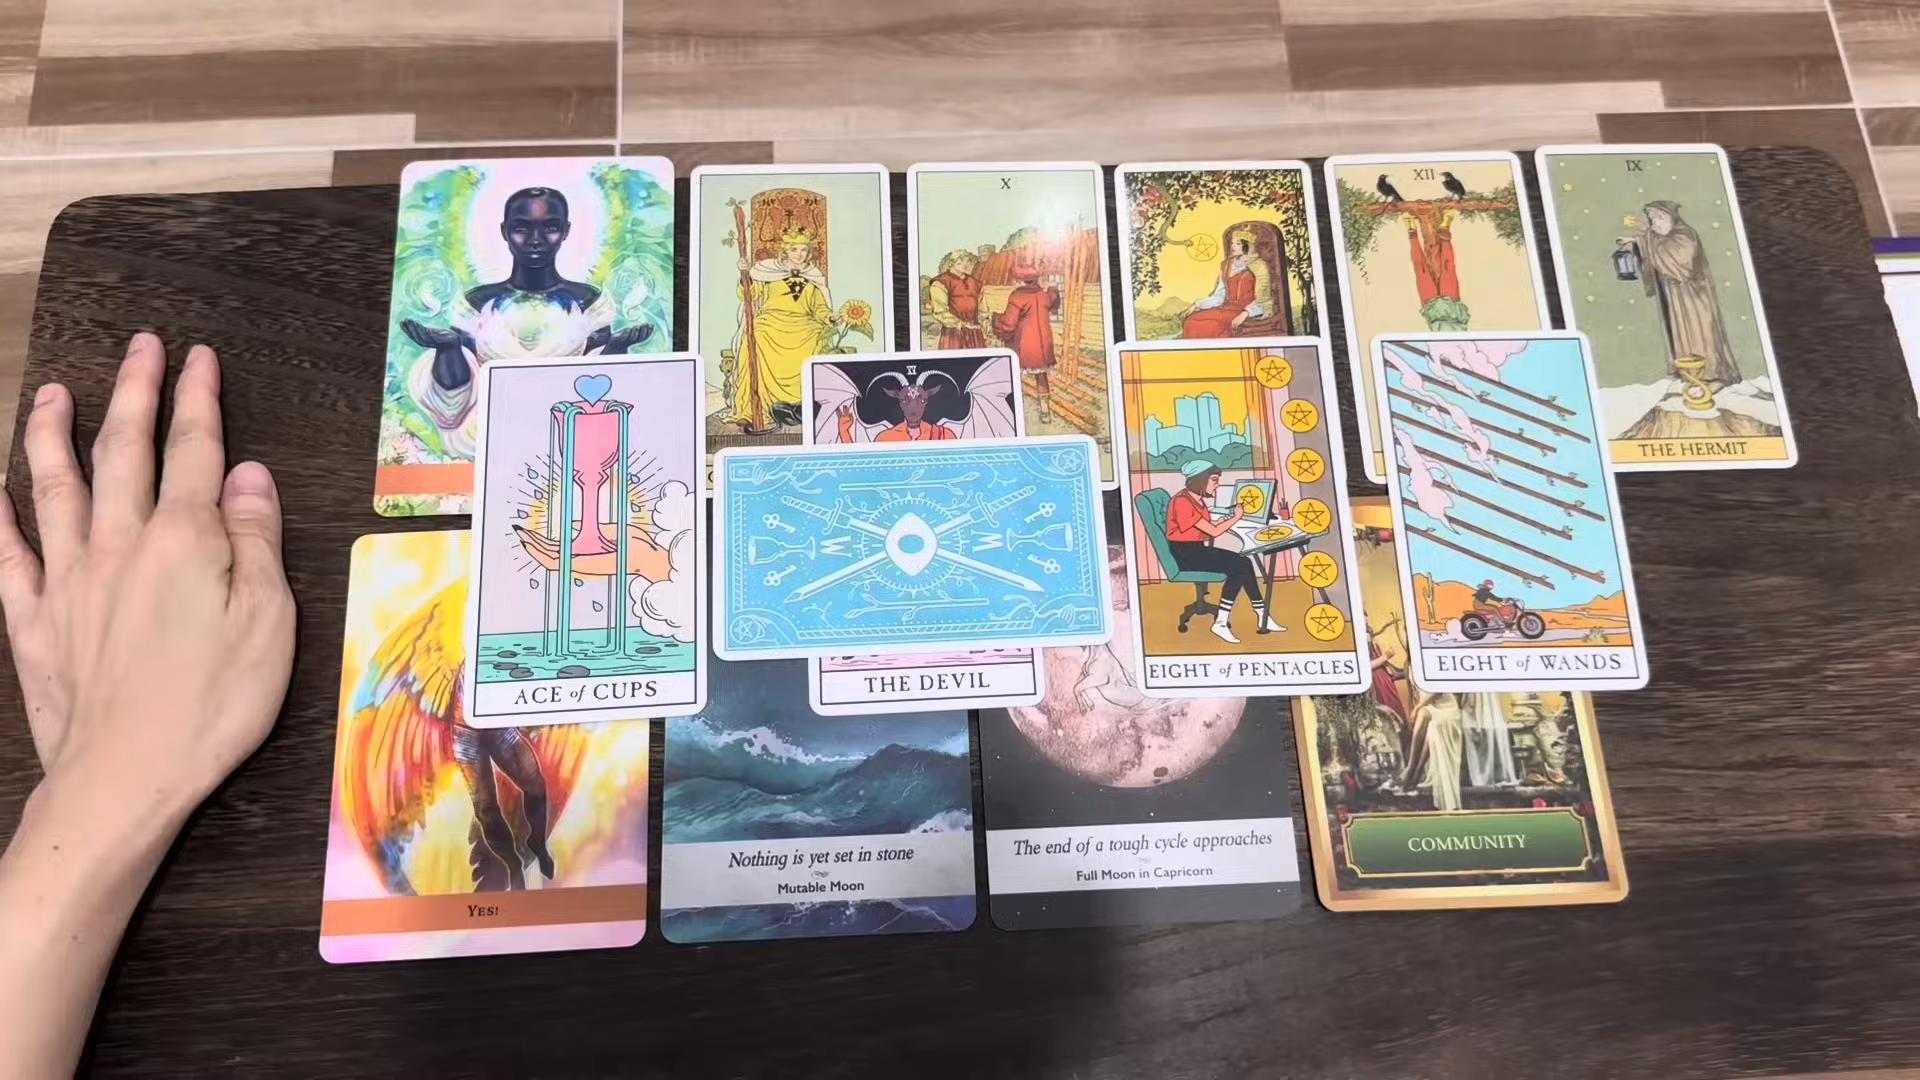 X
XII
IX
THE HERMIT
XV
ACE of CUPS
THE DEVIL
EIGHT of PENTACLES
EIGHT of WANDS
W
W
YES!
Nothing is yet set in stone
Mutable Moon
The end of a tough cycle approaches
Full Moon in Capricorn
COMMUNITY